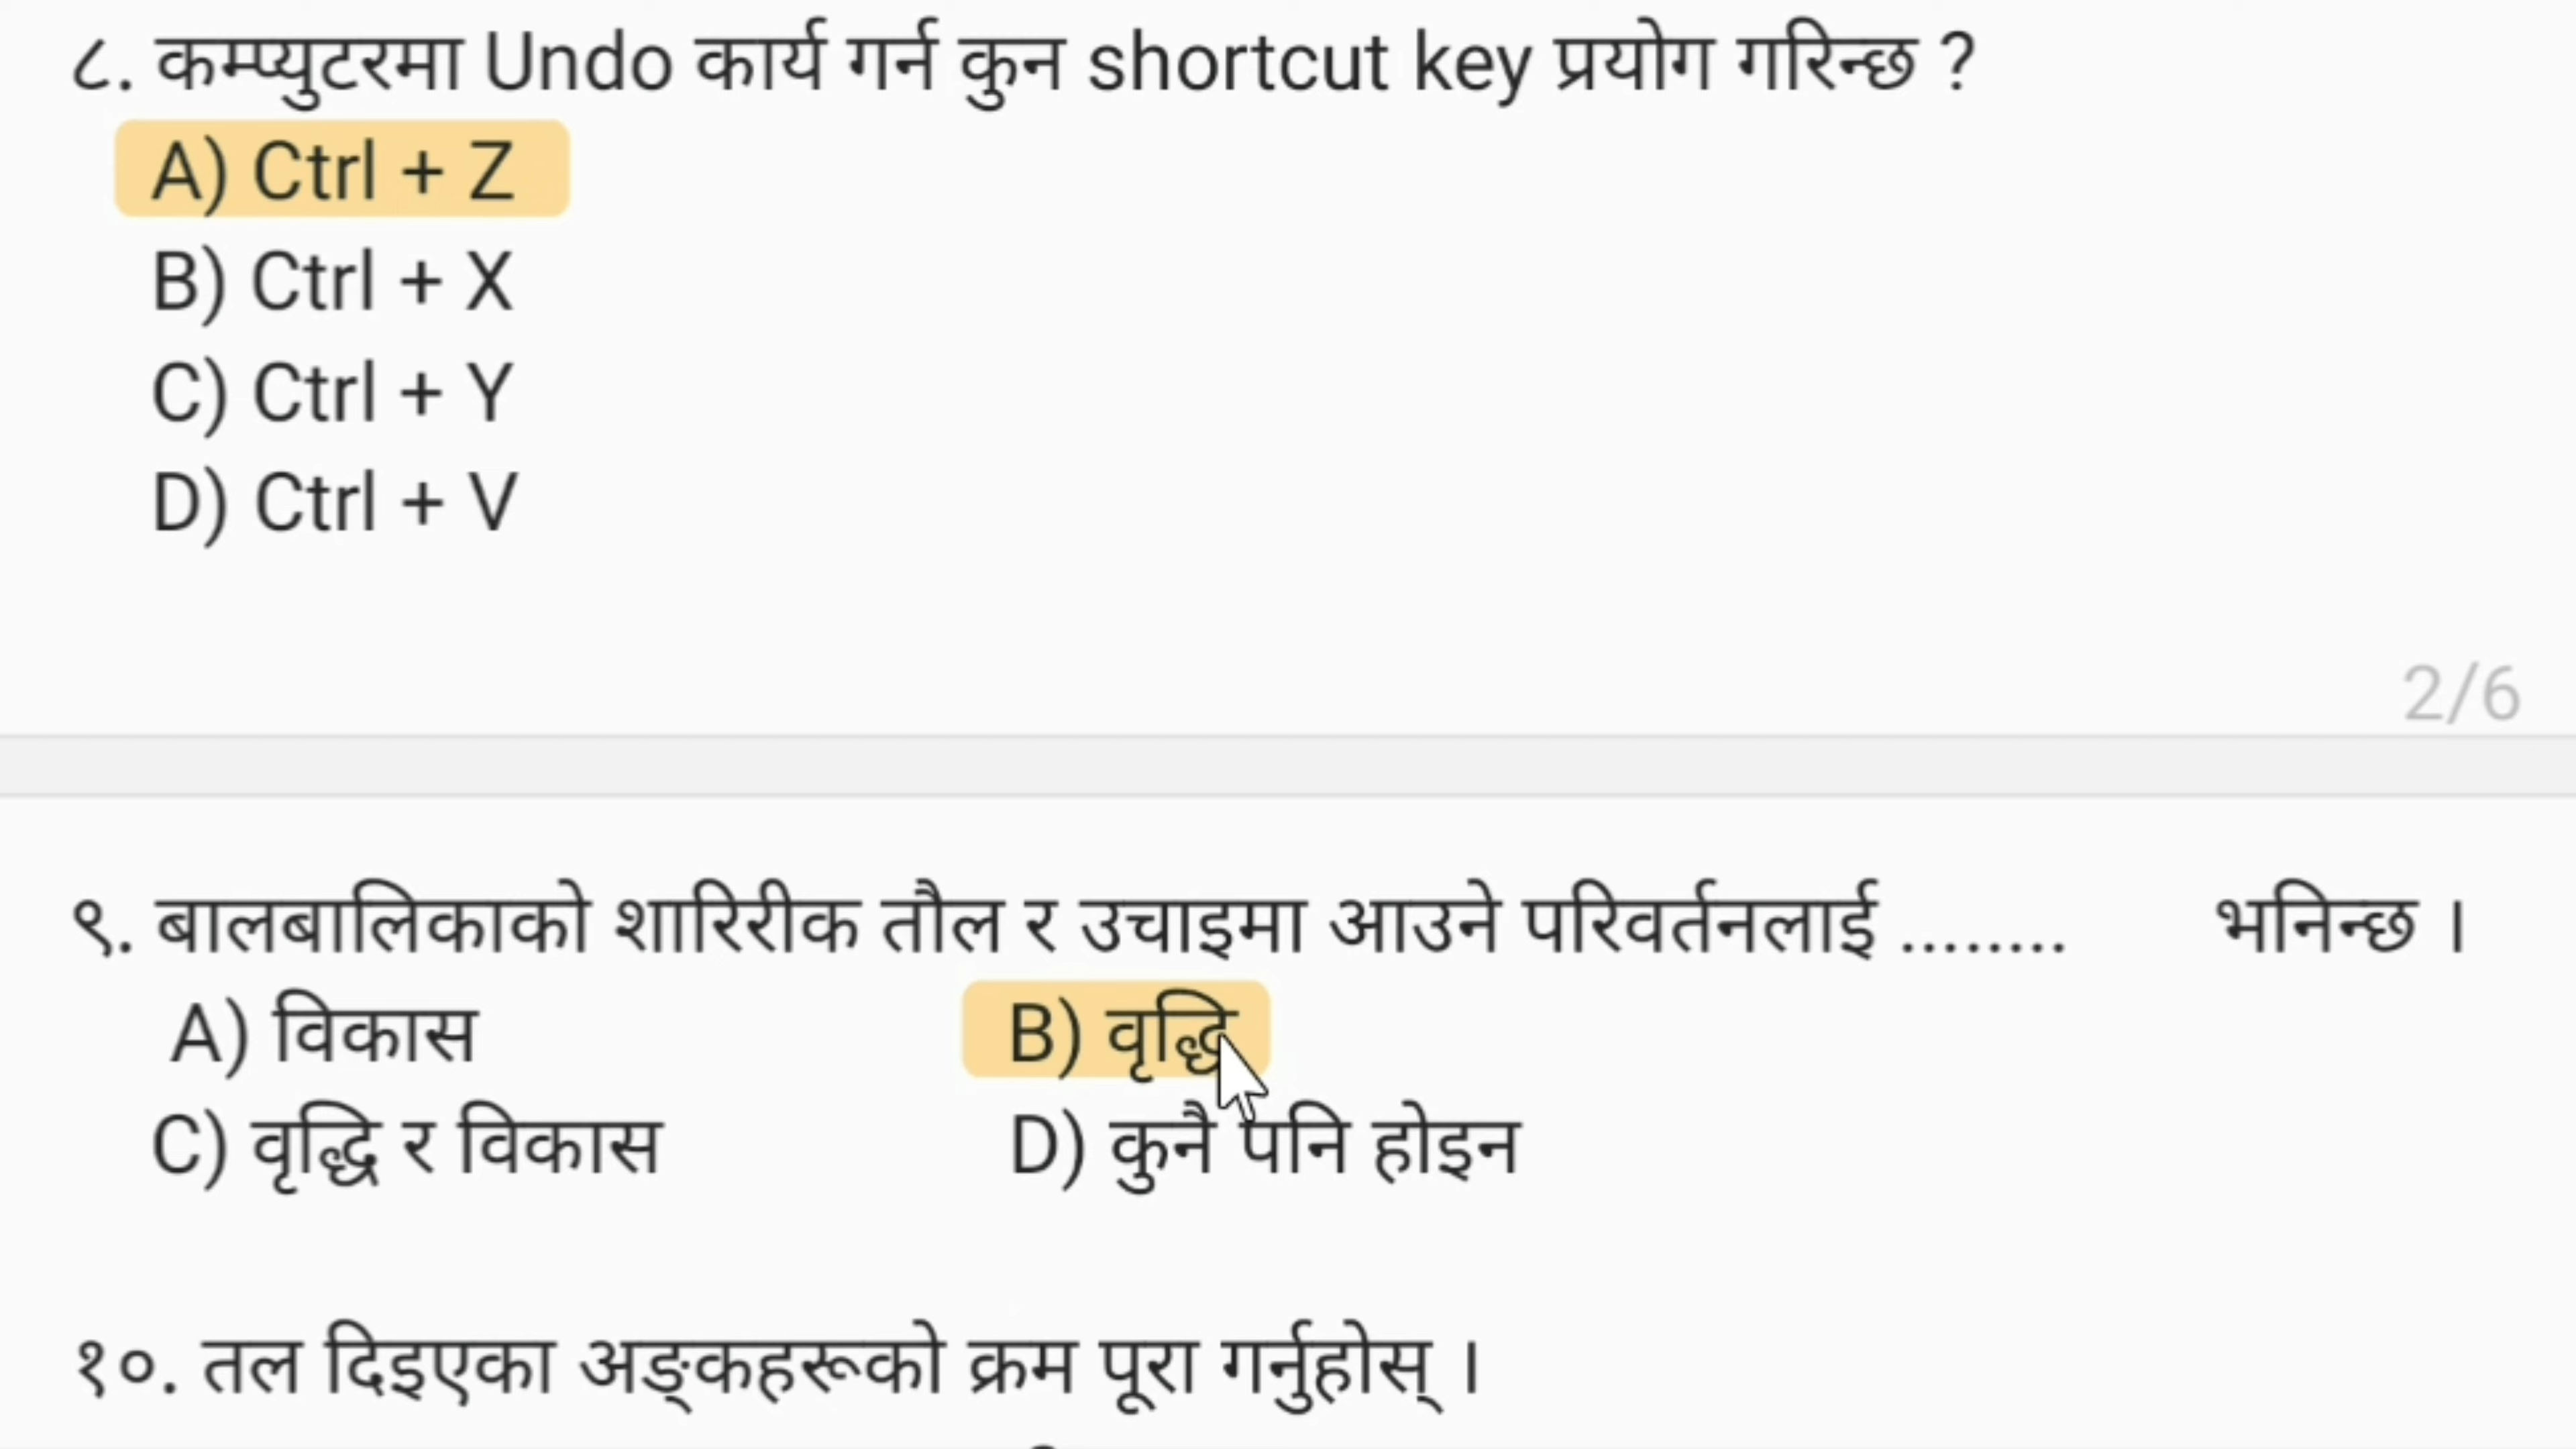 ८. कम्प्युटरमा Undo कार्य गर्न कुन shortcut key प्रयोग गरिन्छ ?
A) Ctrl + Z
B) Ctrl + X
C) Ctrl + Y
D) Ctrl + V
2/6
९. बालबालिकाको शारिरीक तौल र उचाइमा आउने परिवर्तनलाई ........ भनिन्छ ।
A) विकास B) वृद्धि
C) वृद्धि र विकास D) कुनै पनि होइन
१०. तल दिइएका अङ्कहरूको क्रम पूरा गर्नुहोस् ।